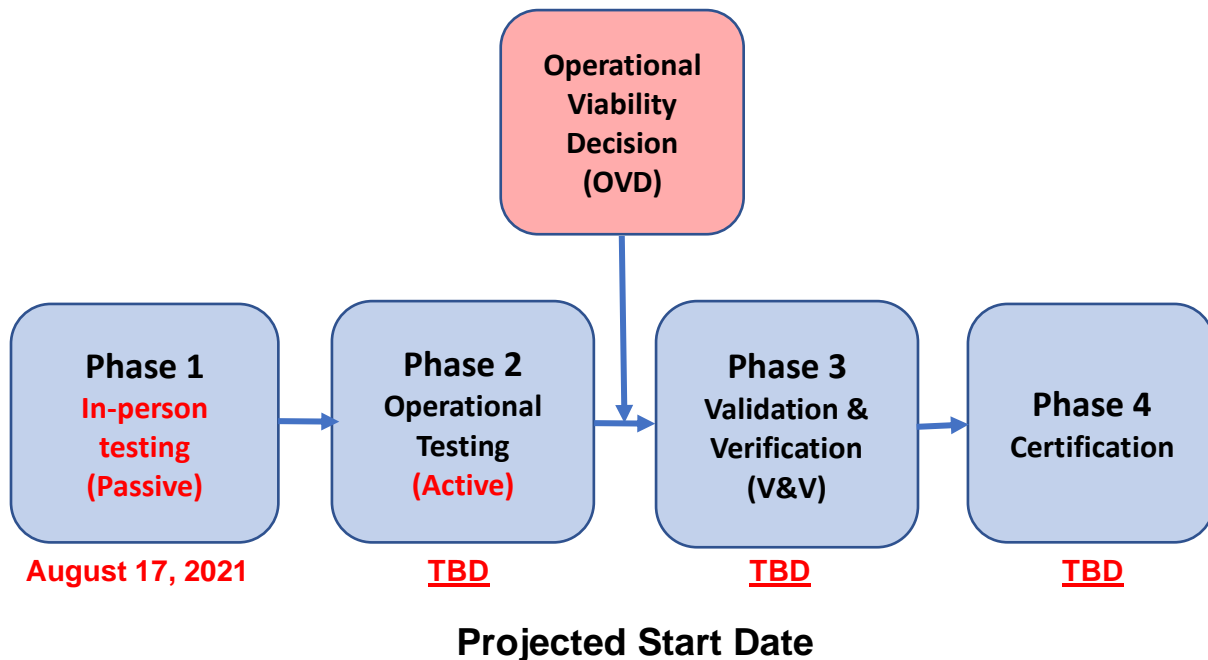 Operational
Viability
Decision
(OVD)
Phase 1
In-person
testing
(Passive)
Phase 2
Operational
Testing
(Active)
Phase 3
Validation &
Verification
(V&V)
Phase 4
Certification
August 17, 2021
TBD
TBD
TBD
Projected Start Date